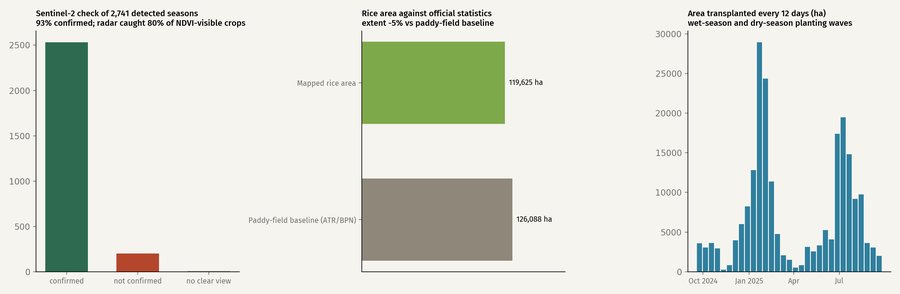 Sentinel-2 check of 2,741 detected seasons
93% confirmed; radar caught 80% of NDVI-visible crops
2500
2000
1500
1000
500
0
confirmed
not confirmed
no clear view
Rice area against official statistics
extent -5% vs paddy-field baseline
Mapped rice area
119,625 ha
Paddy-field baseline (ATR/BPN)
126,088 ha
Area transplanted every 12 days (ha)
wet-season and dry-season planting waves
30000
25000
20000
15000
10000
5000
0
Oct 2024
Jan 2025
Apr
Jul